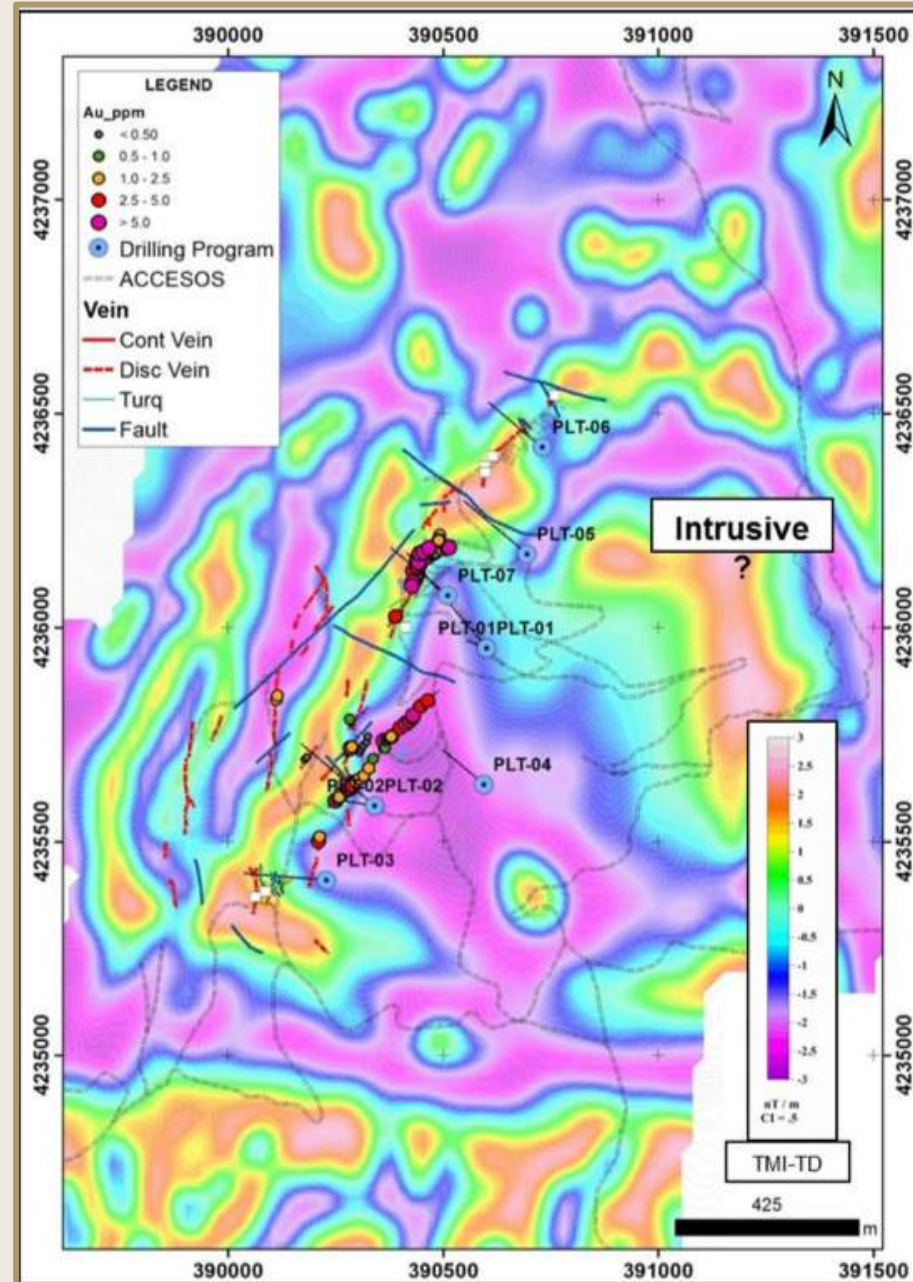 390000 390500 391000 391500
N
LEGEND
Au_ppm
< 0.50
0.5 - 1.0
1.0 - 2.5
2.5 - 5.0
> 5.0
Drilling Program
ACCESOS
Vein
Cont Vein
Disc Vein
Turq
Fault
4237000 4237000
4236500 4236500
PLT-06
Intrusive
?
PLT-05
PLT-07
4236000 4236000
PLT-01PLT-01
PLT-04
02PLT-02
4235500 4235500
PLT-03
3
2.5
2
1.5
1
0.5
0
-0.5
-1
-1.5
-2
-2.5
-3
nT / m
CI = .5
4235000 4235000
TMI-TD
425
m
390000 390500 391000 391500